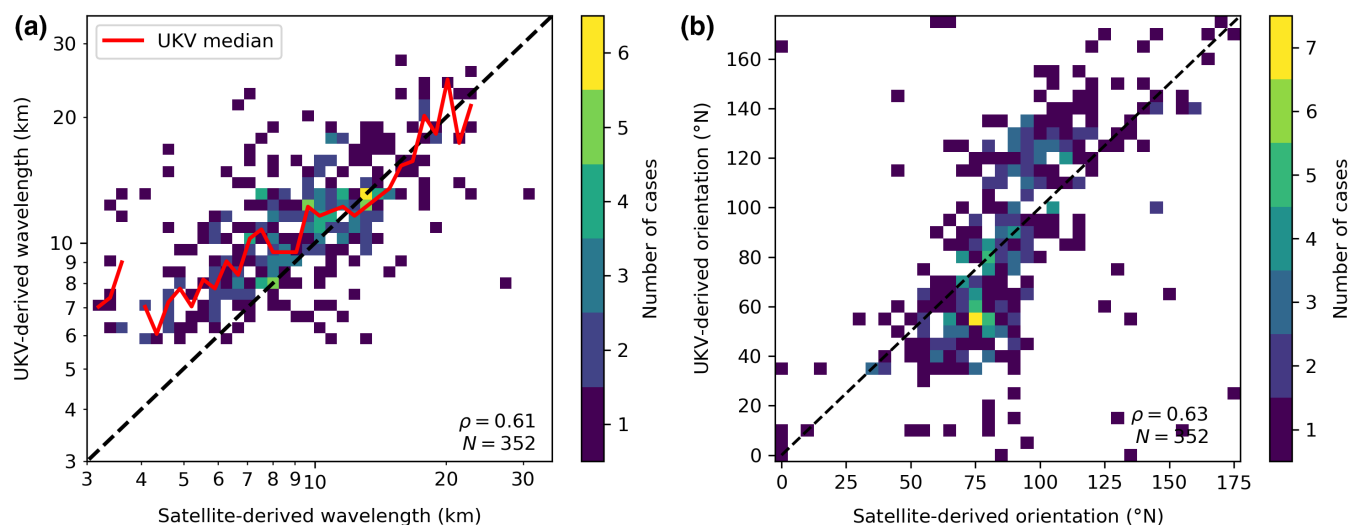 (a)
UKV median
30
20
10
9
8
7
6
5
4
3
UKV-derived wavelength (km)
3 4 5 6 7 8 9 10 20 30
Satellite-derived wavelength (km)
ρ = 0.61
N = 352
6
5
4
3
2
1
Number of cases
(b)
160
140
120
100
80
60
40
20
0
UKV-derived orientation (°N)
0 25 50 75 100 125 150 175
Satellite-derived orientation (°N)
ρ = 0.63
N = 352
7
6
5
4
3
2
1
Number of cases